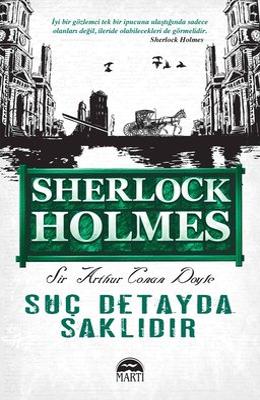 İyi bir gözlemci tek bir ipucuna ulaştığında sadece
olanları değil, ileride olabilecekleri de görmelidir.
Sherlock Holmes
SHERLOCK
HOLMES
Sir Arthur Conan Doyle
SUÇ DETAYDA
SAKLIDIR
MARTI